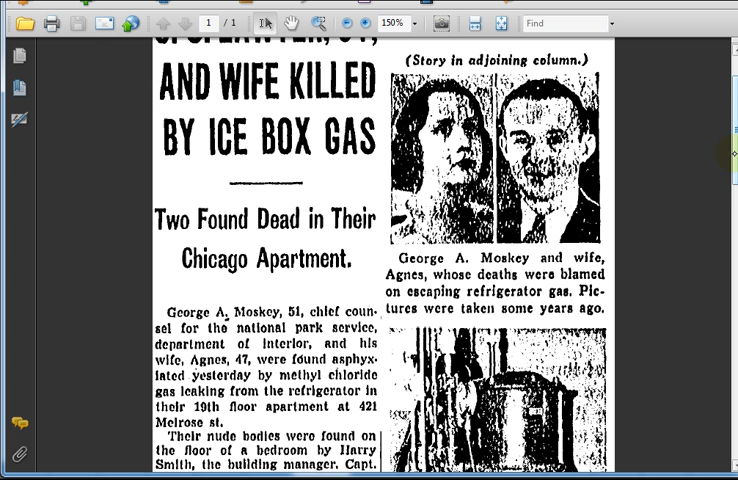 1 / 1
150%
Find
AND WIFE KILLED
BY ICE BOX GAS
Two Found Dead in Their
Chicago Apartment.
George A. Moskey, 51, chief coun-
sel for the national park service,
department of interior, and his
wife, Agnes, 47, were found asphyx-
iated yesterday by methyl chloride
gas leaking from the refrigerator in
their 19th floor apartment at 421
Melrose st.
Their nude bodies were found on
the floor of a bedroom by Harry
Smith, the building manager. Capt.
(Story in adjoining column.)
George A. Moskey and wife,
Agnes, whose deaths were blamed
on escaping refrigerator gas. Pic-
tures were taken some years ago.